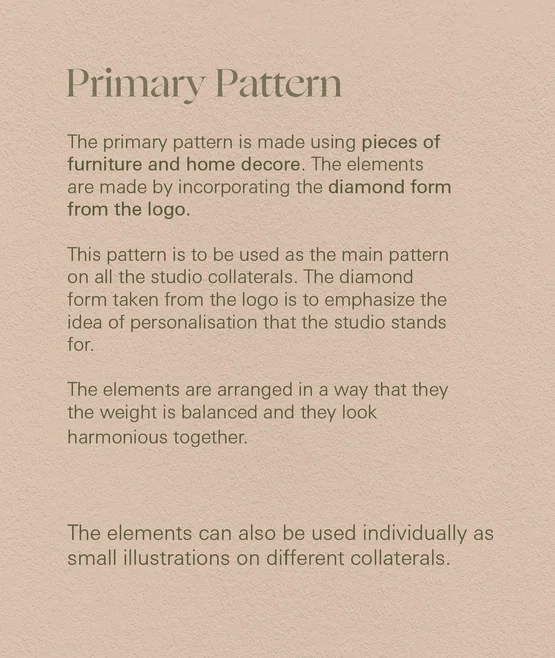 Primary Pattern
The primary pattern is made using pieces of
furniture and home decore. The elements
are made by incorporating the diamond form
from the logo.
This pattern is to be used as the main pattern
on all the studio collaterals. The diamond
form taken from the logo is to emphasize the
idea of personalisation that the studio stands
for.
The elements are arranged in a way that they
the weight is balanced and they look
harmonious together.
The elements can also be used individually as
small illustrations on different collaterals.